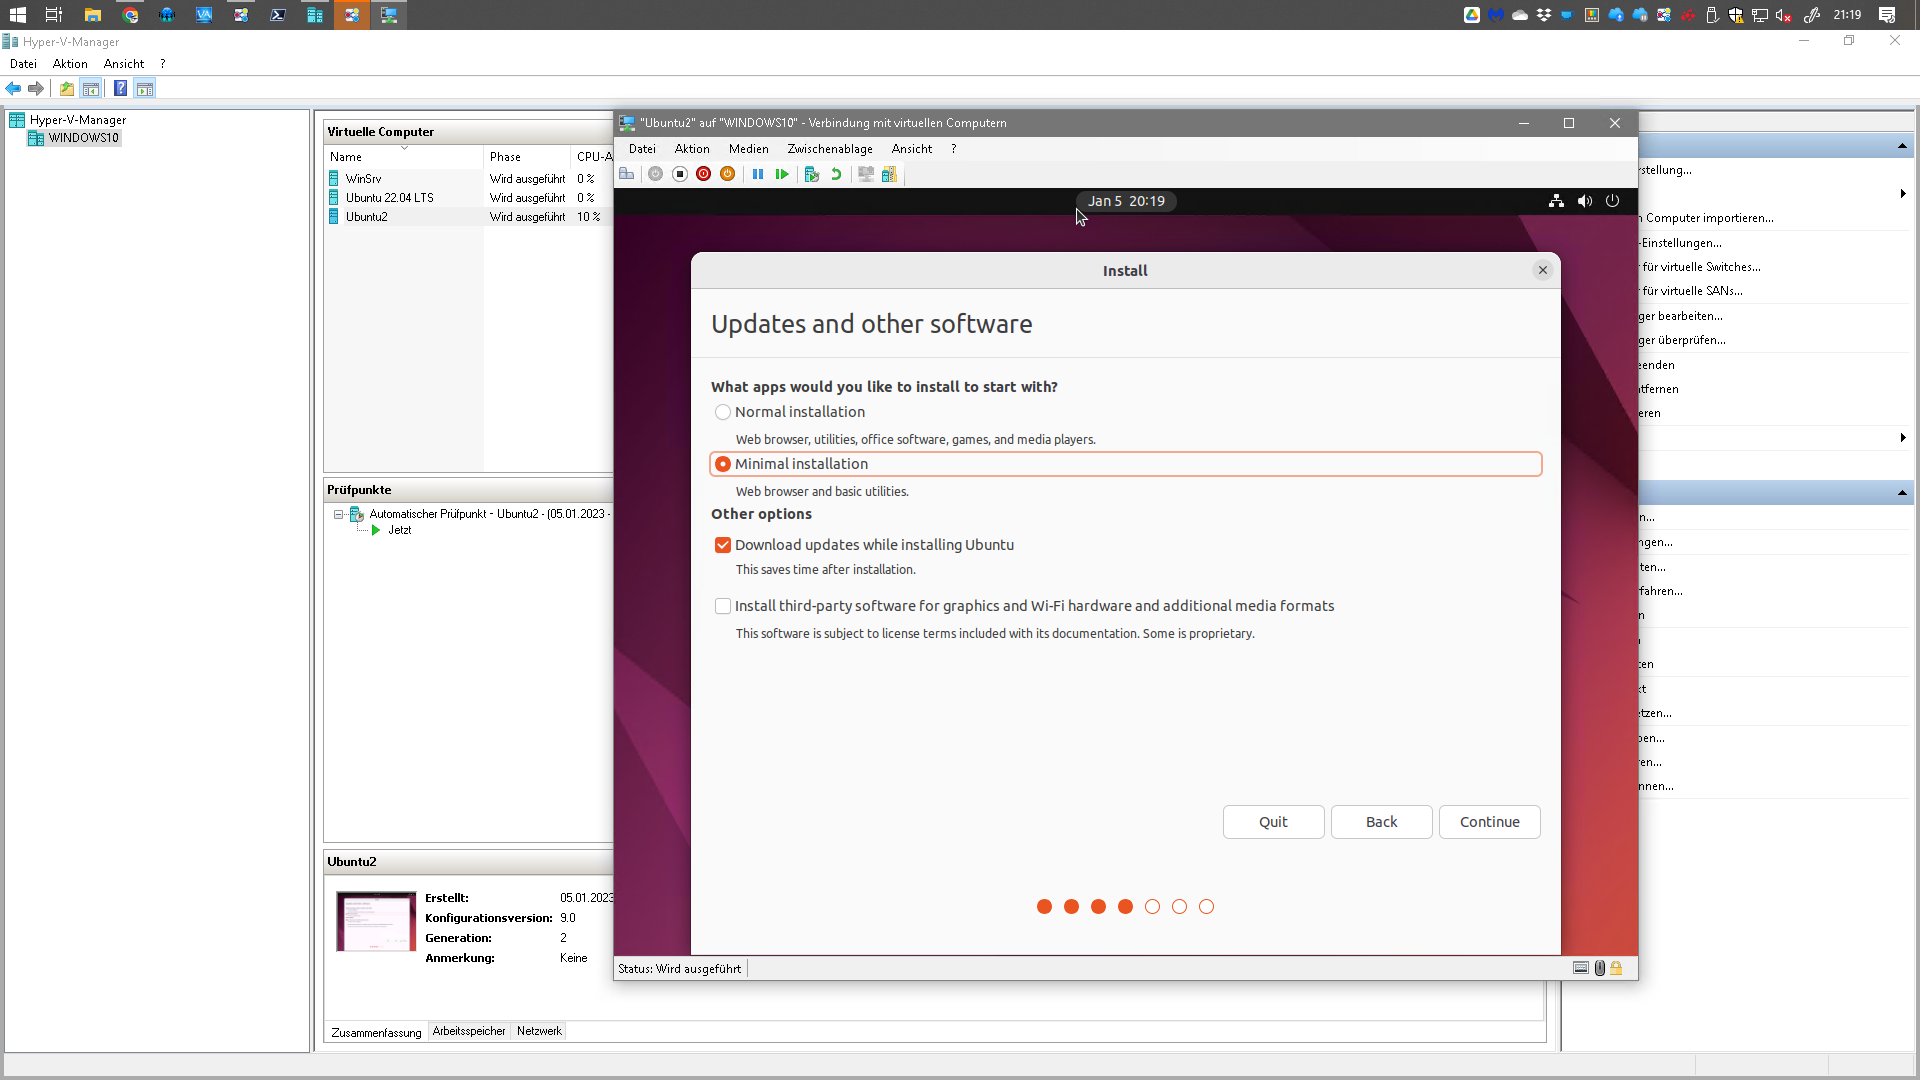 21:19
Hyper-V-Manager
Datei Aktion Ansicht ?
Hyper-V-Manager
WINDOWS10
Virtuelle Computer
Name Phase CPU-A
WinSrv Wird ausgeführt 0 %
Ubuntu 22.04 LTS Wird ausgeführt 0 %
Ubuntu2 Wird ausgeführt 10 %
Prüfpunkte
Automatischer Prüfpunkt - Ubuntu2 - (05.01.2023 -
Jetzt
Ubuntu2
Erstellt: 05.01.2023
Konfigurationsversion: 9.0
Generation: 2
Anmerkung: Keine
Zusammenfassung Arbeitsspeicher Netzwerk
"Ubuntu2" auf "WINDOWS10" - Verbindung mit virtuellen Computern
Datei Aktion Medien Zwischenablage Ansicht ?
Jan 5 20:19
Install
Updates and other software
What apps would you like to install to start with?
Normal installation
Web browser, utilities, office software, games, and media players.
Minimal installation
Web browser and basic utilities.
Other options
Download updates while installing Ubuntu
This saves time after installation.
Install third-party software for graphics and Wi-Fi hardware and additional media formats
This software is subject to license terms included with its documentation. Some is proprietary.
Quit Back Continue
Status: Wird ausgeführt
rstellung...
Computer importieren...
-Einstellungen...
für virtuelle Switches...
für virtuelle SANs...
ger bearbeiten...
ger überprüfen...
eenden
tfernen
eren
n...
ngen...
ten...
rfahren...
n
ten
kt
etzen...
ben...
ren...
nnen...